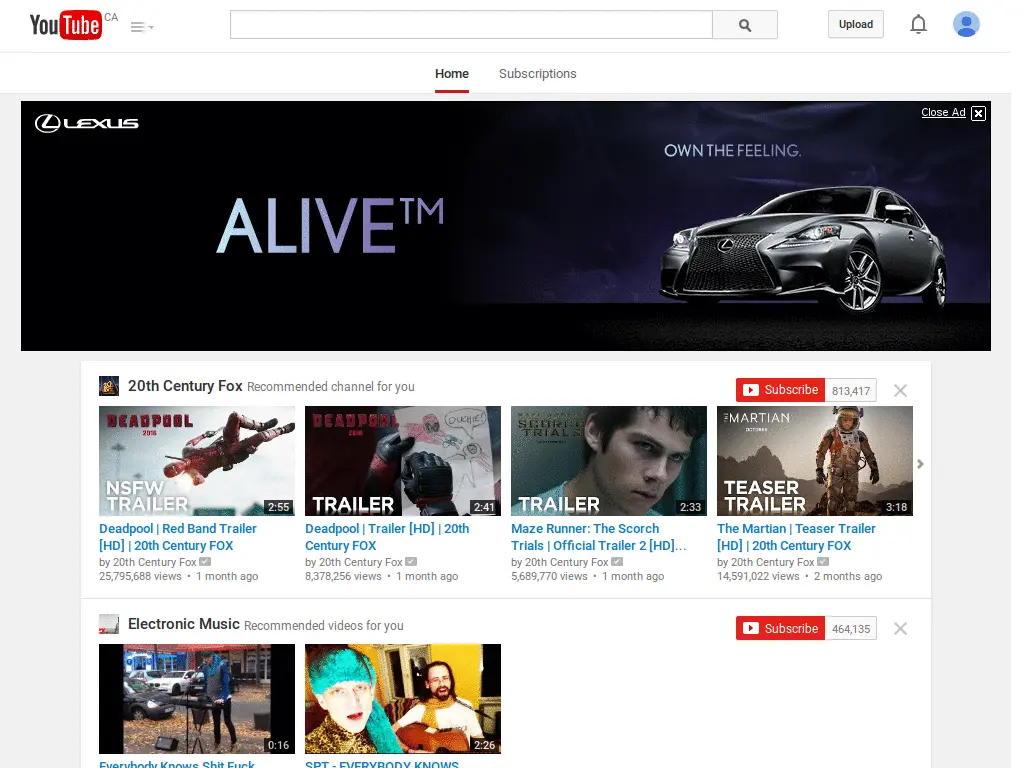 YouTube CA
Upload
Home Subscriptions
Close Ad
LEXUS
OWN THE FEELING.
ALIVE™
20th Century Fox Recommended channel for you
Subscribe 813,417
DEADPOOL
2016
NSFW
TRAILER
2:55
DEADPOOL
2016
OUCHIE!
TRAILER
2:41
SCORCH
TRIALS
TRAILER
2:33
THE MARTIAN
OCTOBER
TEASER
TRAILER
3:18
Deadpool | Red Band Trailer
[HD] | 20th Century FOX
by 20th Century Fox
25,795,688 views • 1 month ago
Deadpool | Trailer [HD] | 20th
Century FOX
by 20th Century Fox
8,378,256 views • 1 month ago
Maze Runner: The Scorch
Trials | Official Trailer 2 [HD]...
by 20th Century Fox
5,689,770 views • 1 month ago
The Martian | Teaser Trailer
[HD] | 20th Century FOX
by 20th Century Fox
14,591,022 views • 2 months ago
Electronic Music Recommended videos for you
Subscribe 464,135
0:16
2:26
Everybody Knows Shit Fuck
SPT - EVERYBODY KNOWS